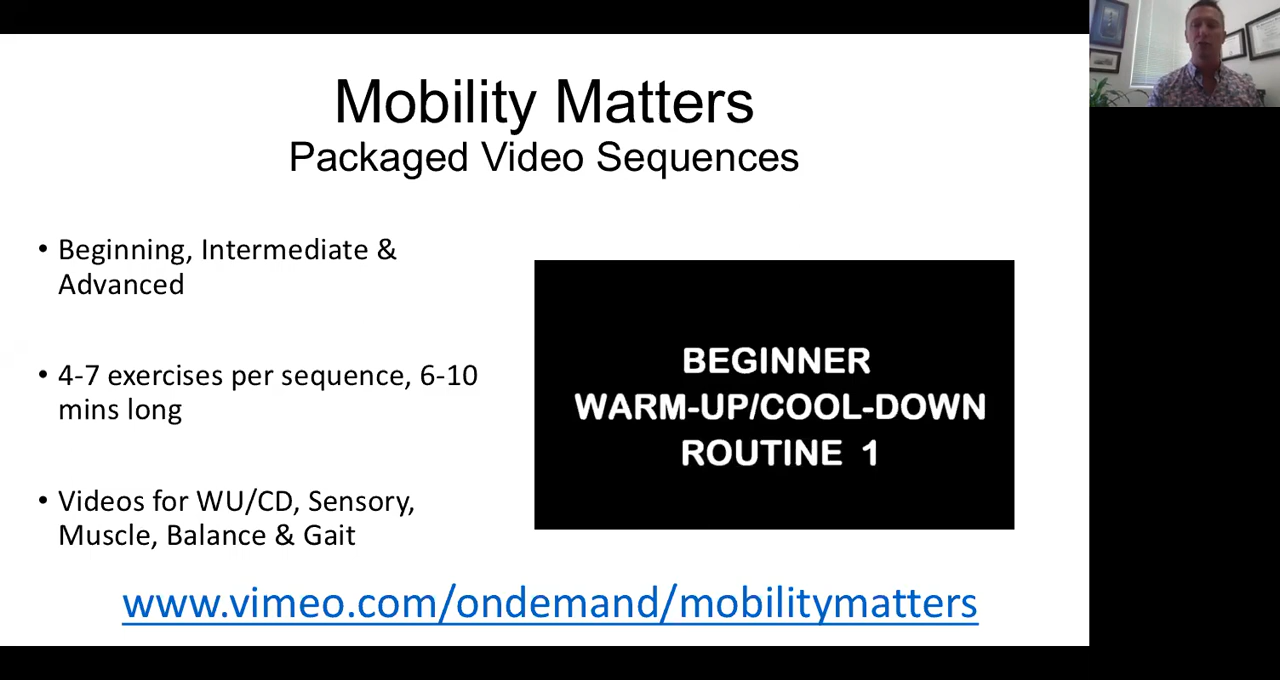 Mobility Matters
Packaged Video Sequences
• Beginning, Intermediate &
Advanced
• 4-7 exercises per sequence, 6-10
mins long
• Videos for WU/CD, Sensory,
Muscle, Balance & Gait
BEGINNER
WARM-UP/COOL-DOWN
ROUTINE 1
www.vimeo.com/ondemand/mobilitymatters